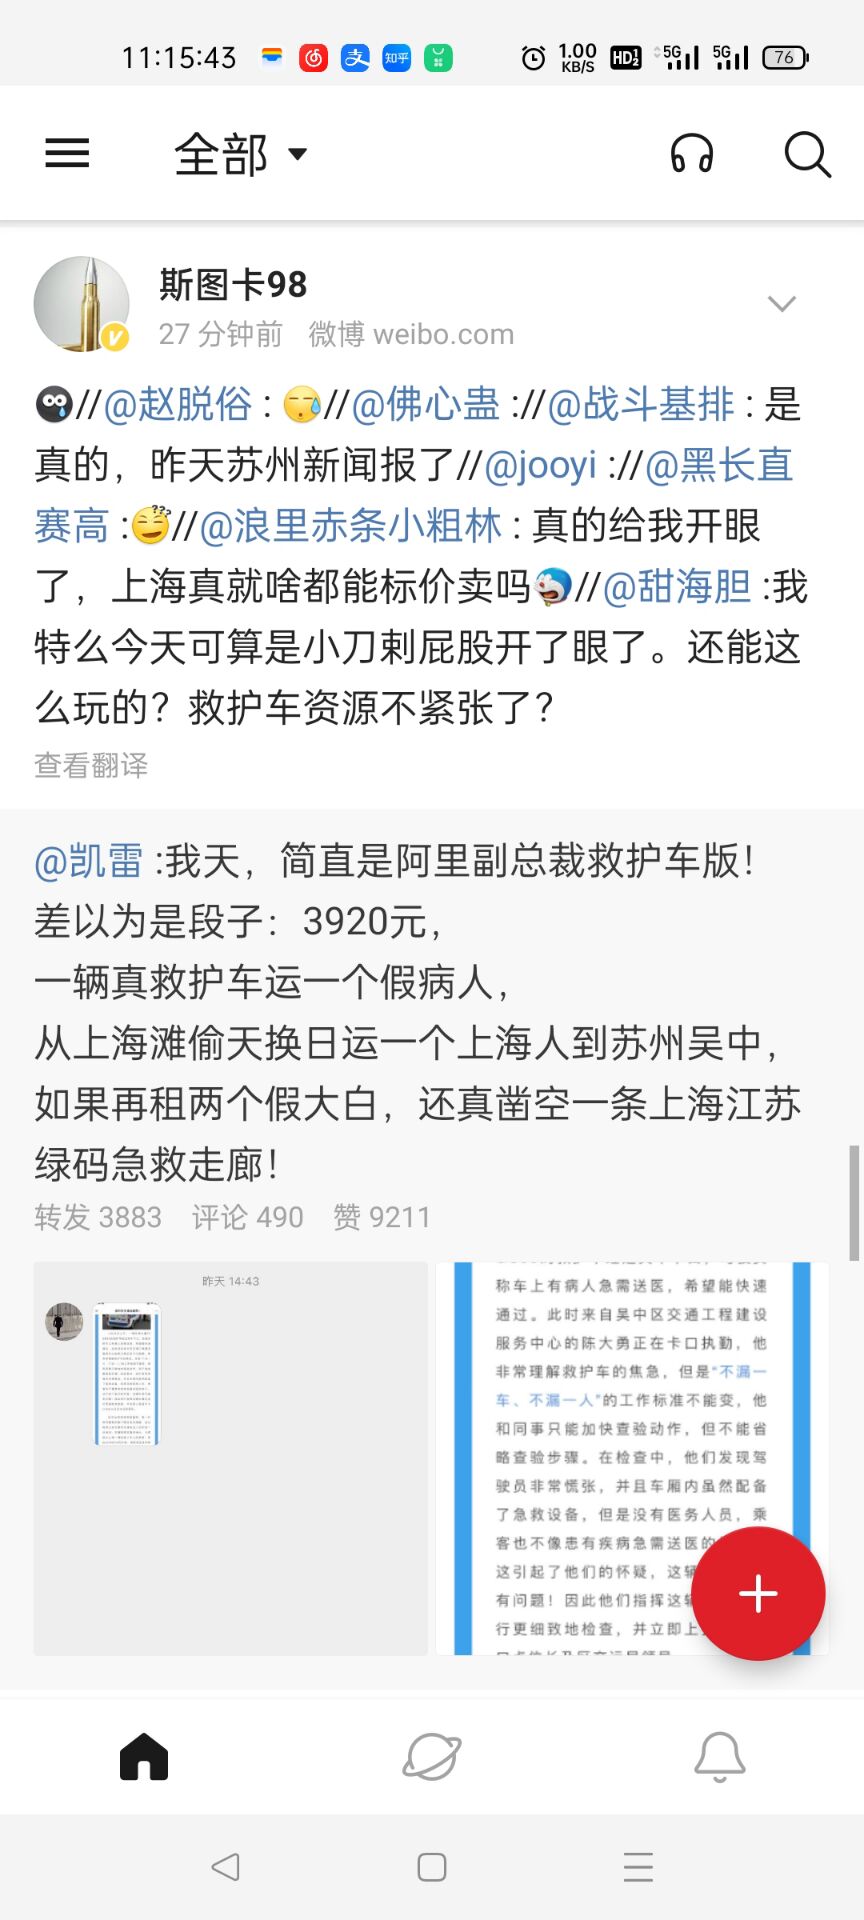 11:15:43 知乎 1.00 KB/S HD 1 2 5G 5G 76
全部
斯图卡98
27 分钟前 微博 weibo.com
//@赵脱俗 : //@佛心蛊 ://@战斗基排 : 是
真的，昨天苏州新闻报了//@jooyi ://@黑长直
赛高 : //@浪里赤条小粗林 : 真的给我开眼
了，上海真就啥都能标价卖吗 //@甜海胆 :我
特么今天可算是小刀剌屁股开了眼了。还能这
么玩的？救护车资源不紧张了？
查看翻译
@凯雷 :我天，简直是阿里副总裁救护车版！
差以为是段子：3920元，
一辆真救护车运一个假病人，
从上海滩偷天换日运一个上海人到苏州吴中，
如果再租两个假大白，还真凿空一条上海江苏
绿码急救走廊！
转发 3883 评论 490 赞 9211
昨天 14:43
称车上有病人急需送医，希望能快速
通过。此时来自吴中区交通工程建设
服务中心的陈大勇正在卡口执勤，他
非常理解救护车的焦急，但是“不漏一
车、不漏一人”的工作标准不能变，他
和同事只能加快查验动作，但不能省
略查验步骤。在检查中，他们发现驾
驶员非常慌张，并且车厢内虽然配备
了急救设备，但是没有医务人员，乘
客也不像患有疾病急需送医的
这引起了他们的怀疑，这辆
有问题！因此他们指挥这辆
行更细致地检查，并立即上